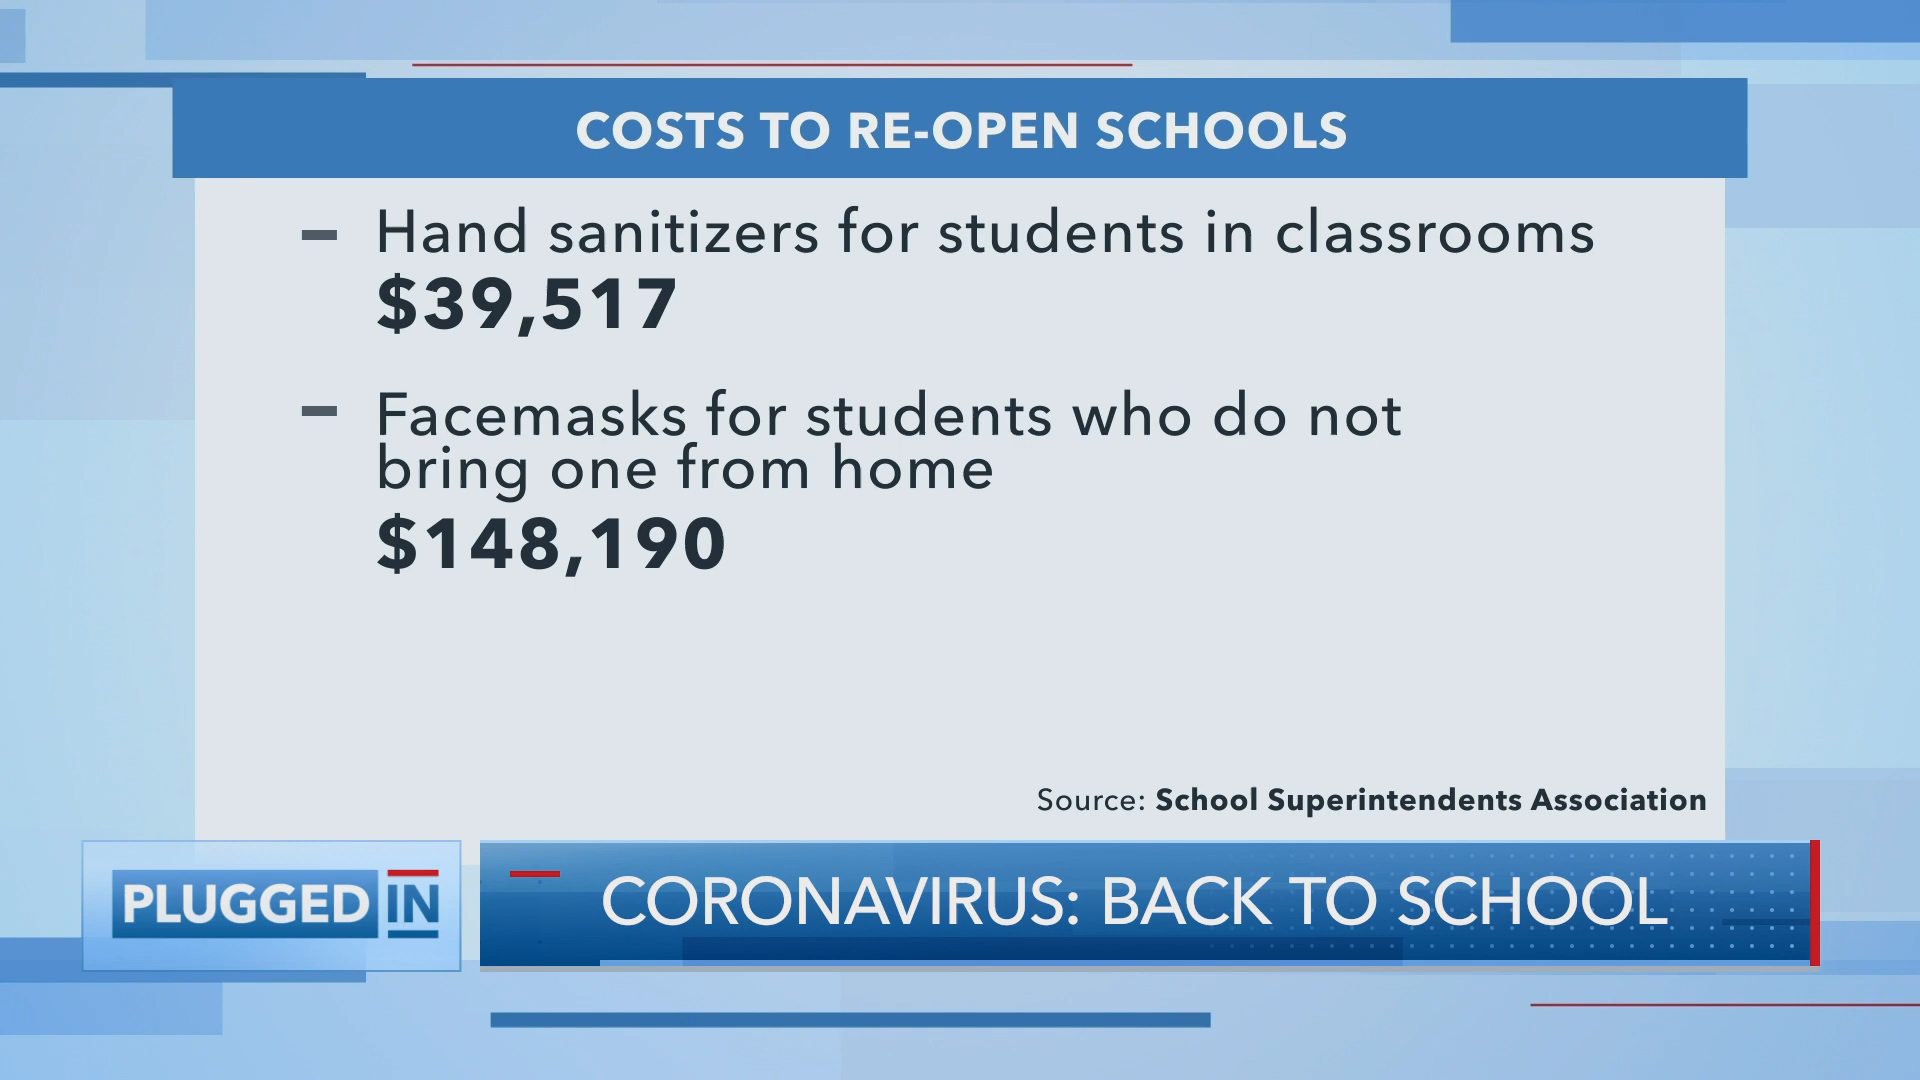 COSTS TO RE-OPEN SCHOOLS
– Hand sanitizers for students in classrooms
$39,517
– Facemasks for students who do not
bring one from home
$148,190
Source: School Superintendents Association
PLUGGED IN
CORONAVIRUS: BACK TO SCHOOL